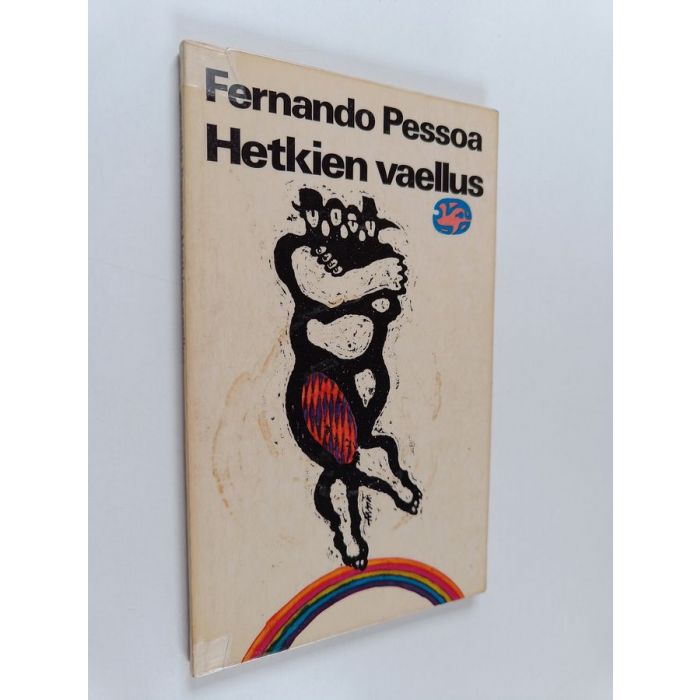 Fernando Pessoa
Hetkien vaellus